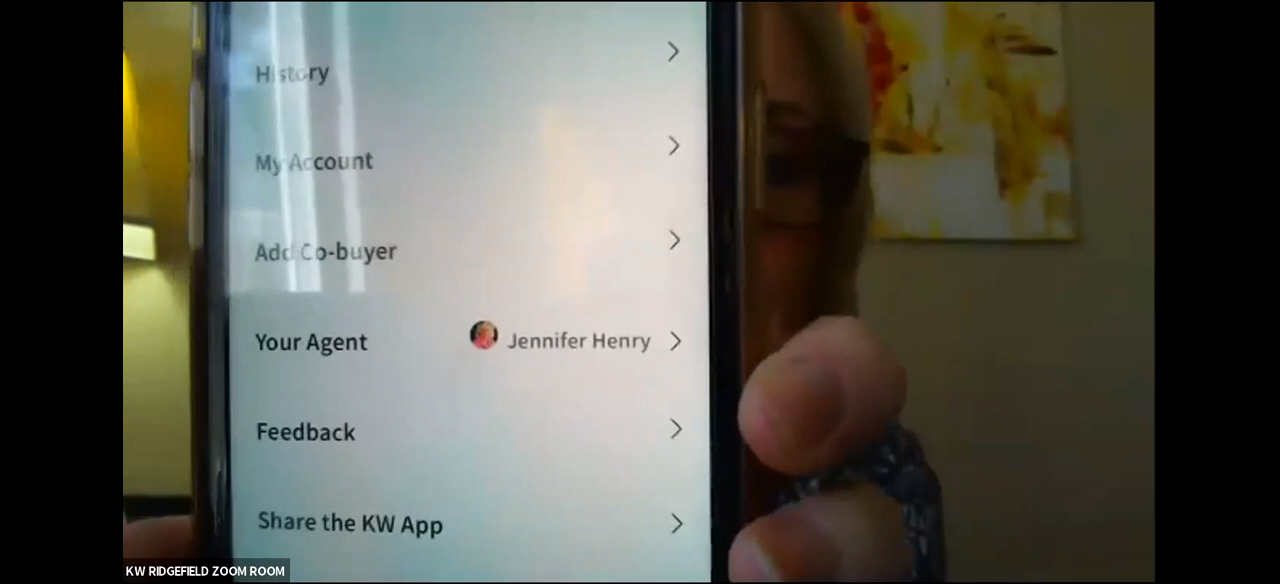 History
My Account
Add Co-buyer
Your Agent Jennifer Henry
Feedback
Share the KW App
KW RIDGEFIELD ZOOM ROOM